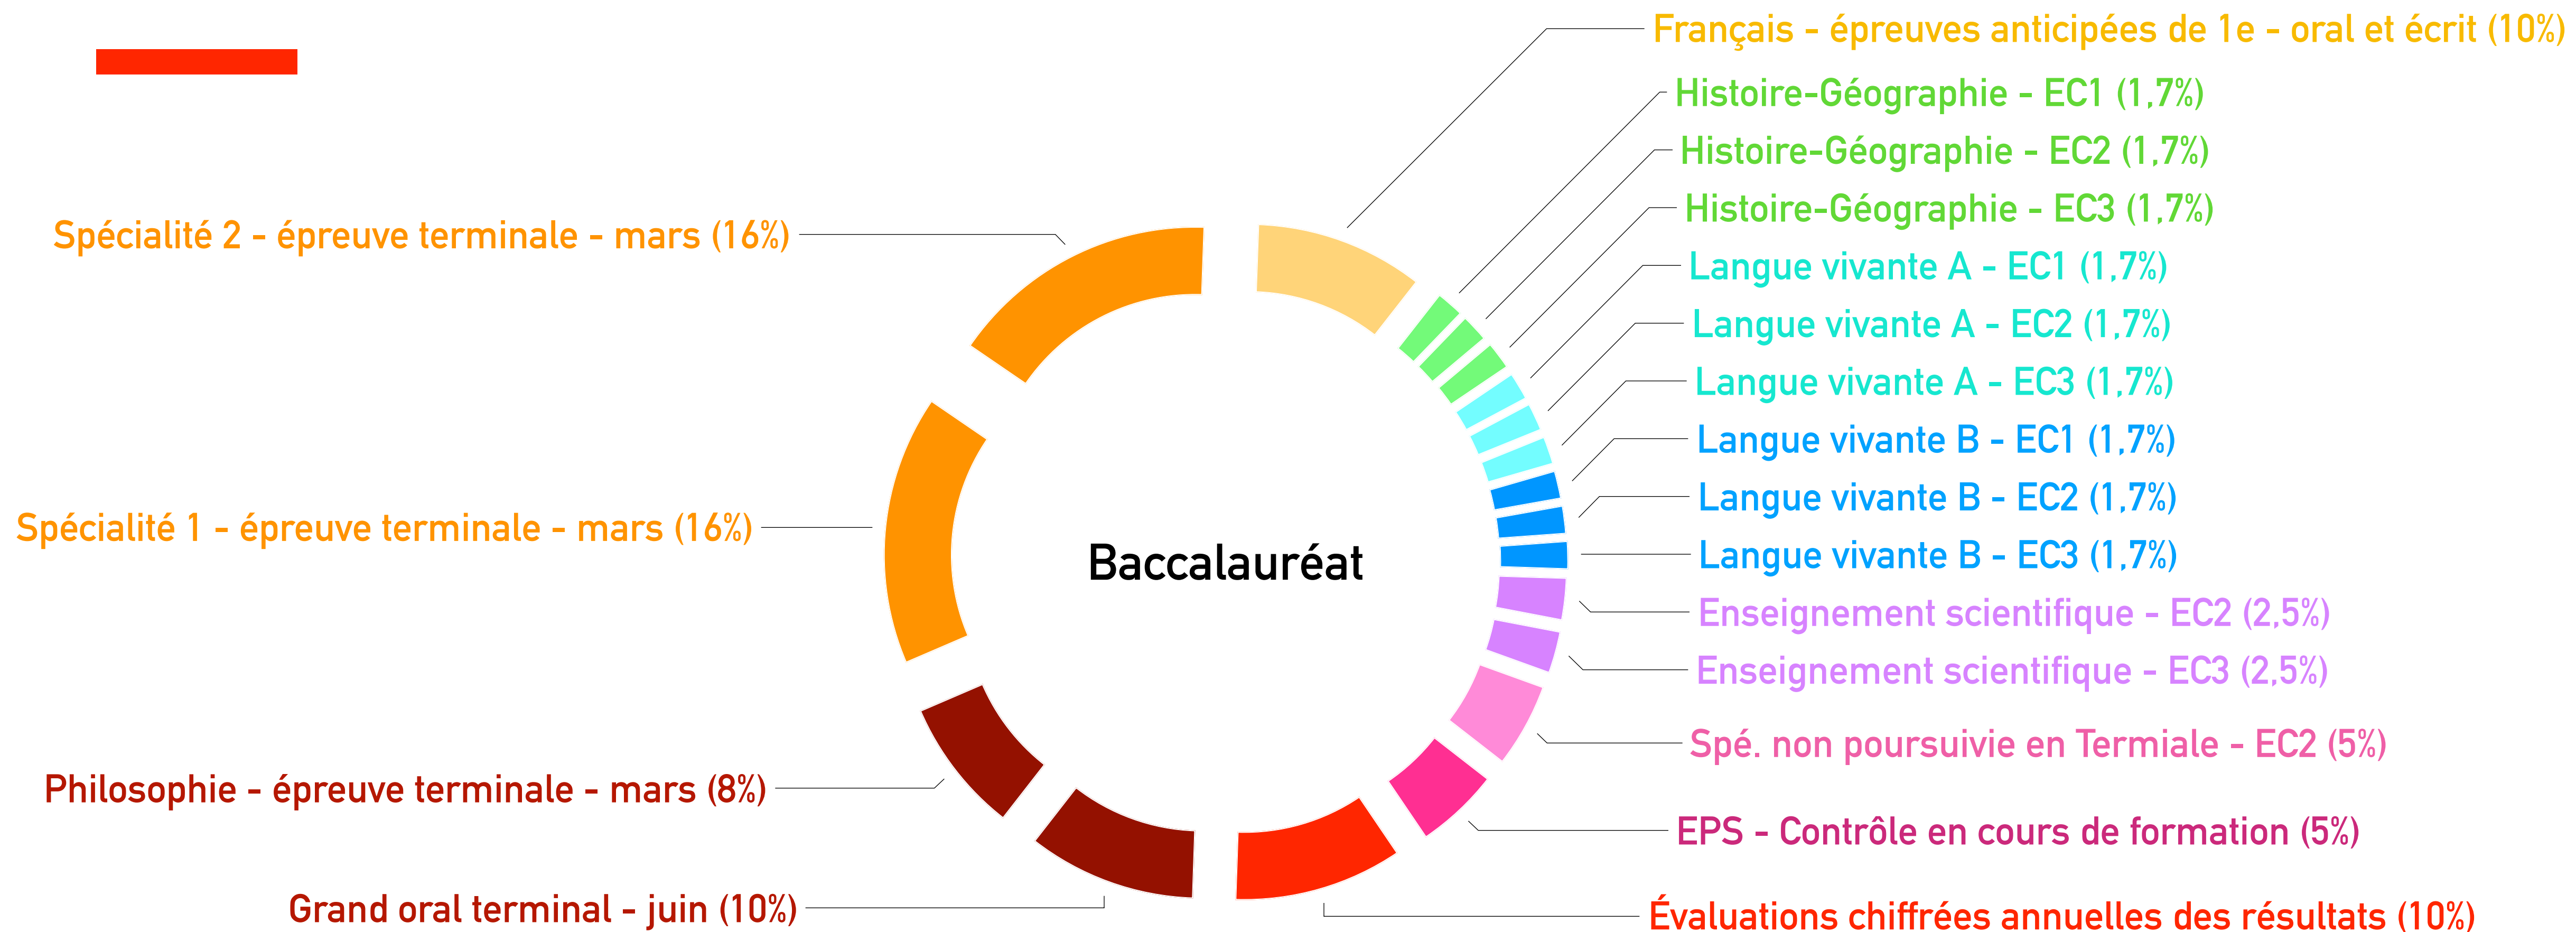 Français - épreuves anticipées de 1e - oral et écrit (10%)
Histoire-Géographie - EC1 (1,7%)
Histoire-Géographie - EC2 (1,7%)
Histoire-Géographie - EC3 (1,7%)
Langue vivante A - EC1 (1,7%)
Langue vivante A - EC2 (1,7%)
Langue vivante A - EC3 (1,7%)
Langue vivante B - EC1 (1,7%)
Langue vivante B - EC2 (1,7%)
Langue vivante B - EC3 (1,7%)
Enseignement scientifique - EC2 (2,5%)
Enseignement scientifique - EC3 (2,5%)
Spé. non poursuivie en Termiale - EC2 (5%)
EPS - Contrôle en cours de formation (5%)
Évaluations chiffrées annuelles des résultats (10%)
Grand oral terminal - juin (10%)
Philosophie - épreuve terminale - mars (8%)
Spécialité 1 - épreuve terminale - mars (16%)
Spécialité 2 - épreuve terminale - mars (16%)
Baccalauréat